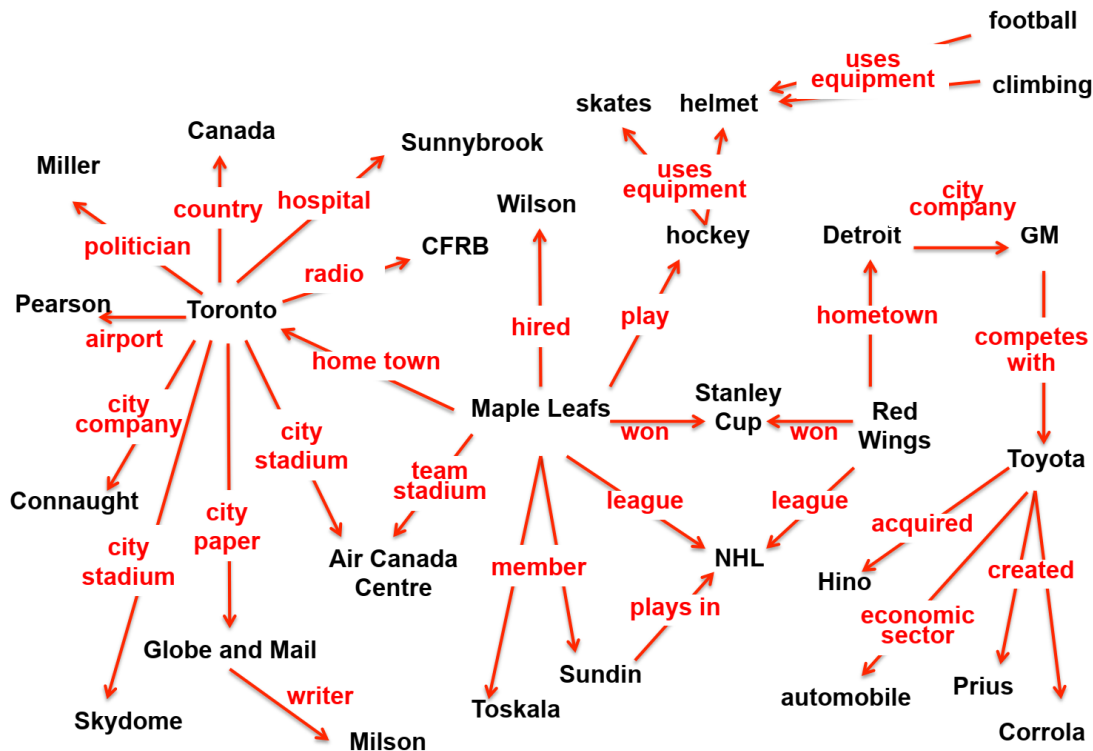 football
uses
equipment
climbing
skates
helmet
Canada
Sunnybrook
Miller
uses
equipment
city
company
country
hospital
Wilson
politician
CFRB
hockey
Detroit
GM
radio
Pearson
Toronto
airport
hired
play
hometown
competes
with
home town
city
company
Maple Leafs
Stanley
Cup
Red
Wings
won
won
city
stadium
Toyota
team
stadium
Connaught
league
league
city
paper
acquired
city
stadium
Air Canada
Centre
member
NHL
Hino
created
plays in
economic
sector
Globe and Mail
Sundin
automobile
Prius
writer
Toskala
Skydome
Milson
Corrola